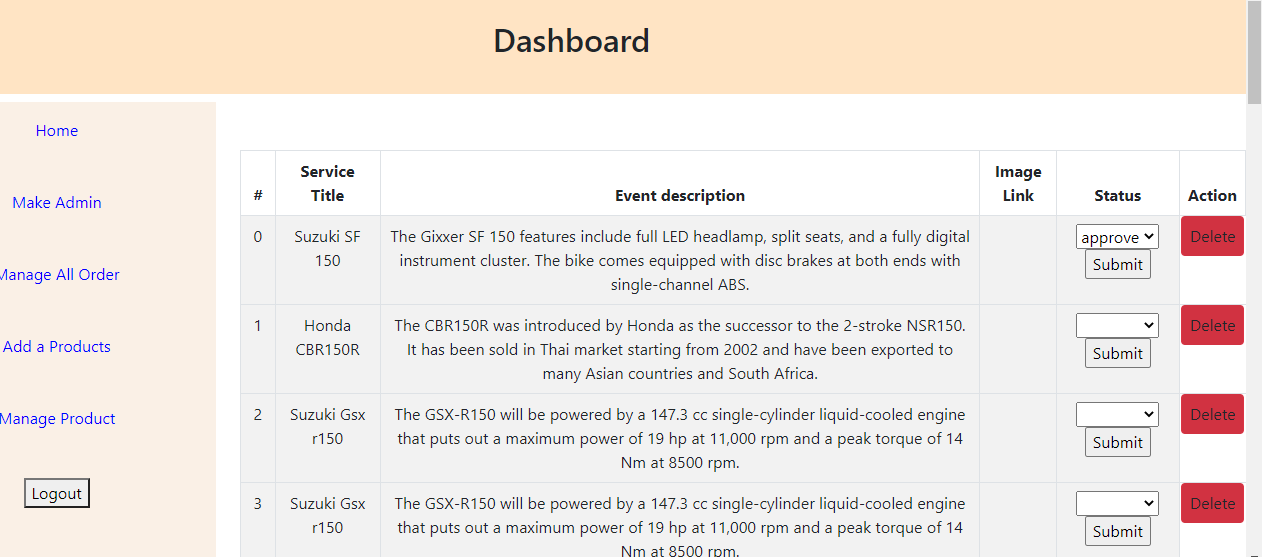 Dashboard
Home
Make Admin
Manage All Order
Add a Products
Manage Product
Logout
# Service Title Event description Image Link Status Action
0 Suzuki SF 150
The Gixxer SF 150 features include full LED headlamp, split seats, and a fully digital
instrument cluster. The bike comes equipped with disc brakes at both ends with
single-channel ABS.
approve
Submit
Delete
1 Honda CBR150R
The CBR150R was introduced by Honda as the successor to the 2-stroke NSR150.
It has been sold in Thai market starting from 2002 and have been exported to
many Asian countries and South Africa.
Submit
Delete
2 Suzuki Gsx r150
The GSX-R150 will be powered by a 147.3 cc single-cylinder liquid-cooled engine
that puts out a maximum power of 19 hp at 11,000 rpm and a peak torque of 14
Nm at 8500 rpm.
Submit
Delete
3 Suzuki Gsx r150
The GSX-R150 will be powered by a 147.3 cc single-cylinder liquid-cooled engine
that puts out a maximum power of 19 hp at 11,000 rpm and a peak torque of 14
Nm at 8500 rpm.
Submit
Delete